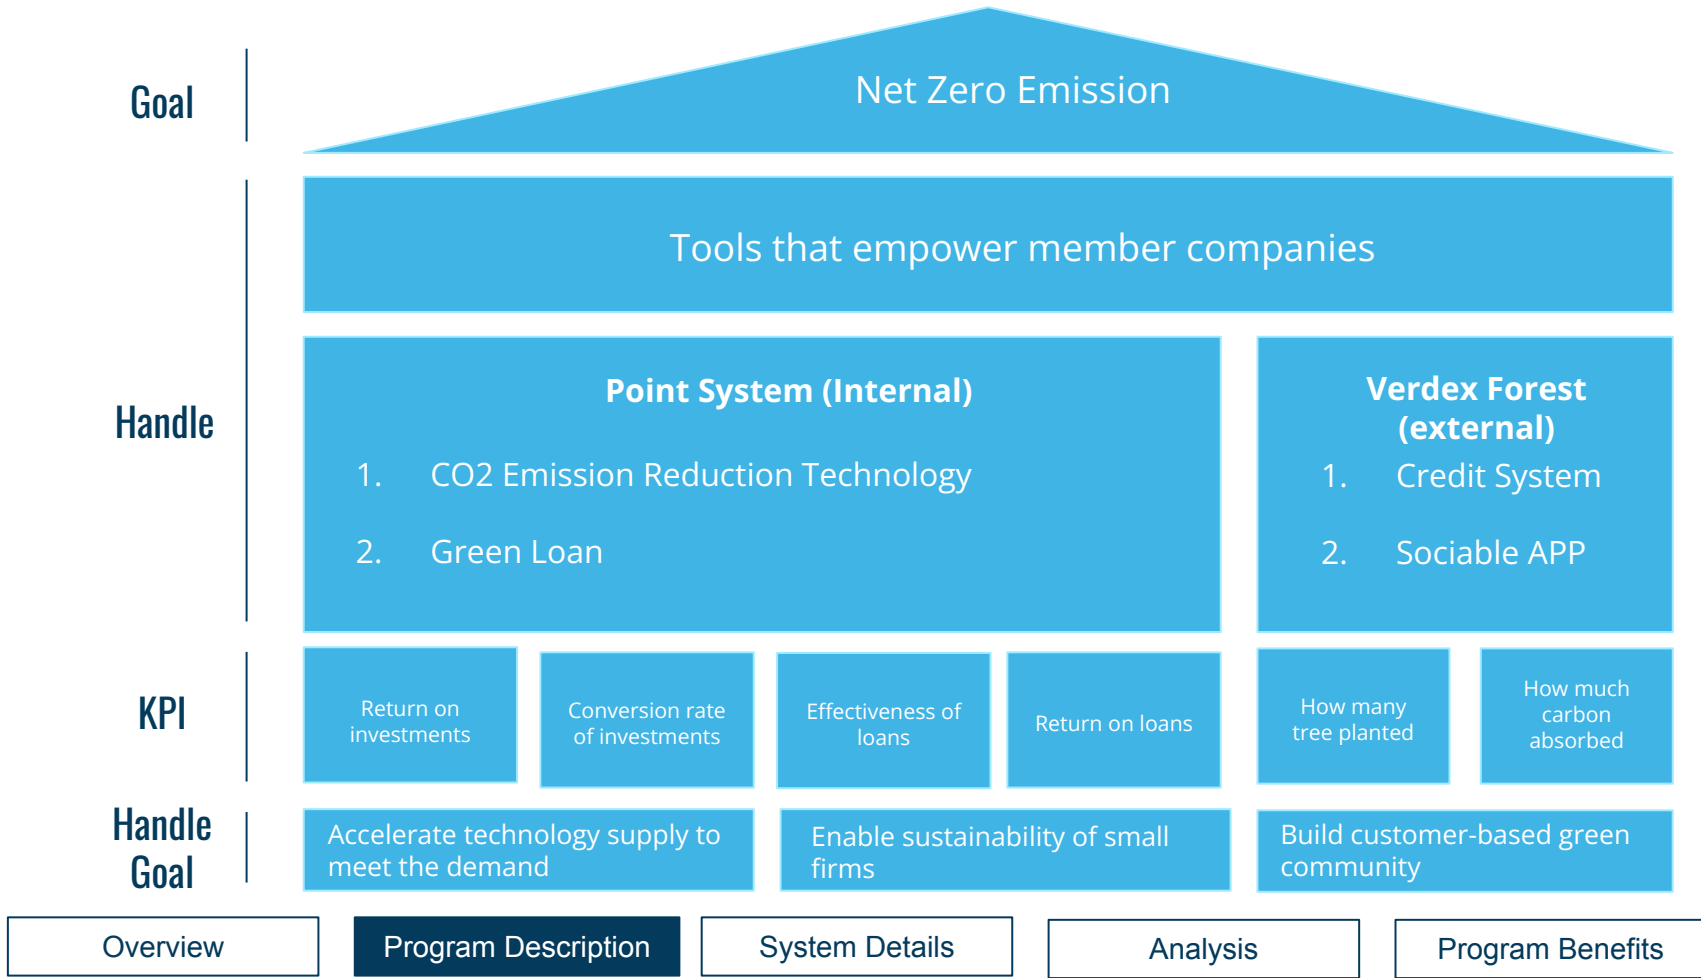 Goal
Net Zero Emission
Handle
Tools that empower member companies
Point System (Internal)
1. CO2 Emission Reduction Technology
2. Green Loan
Verdex Forest
(external)
1. Credit System
2. Sociable APP
KPI
Return on
investments
Conversion rate
of investments
Effectiveness of
loans
Return on loans
How many
tree planted
How much
carbon
absorbed
Handle
Goal
Accelerate technology supply to
meet the demand
Enable sustainability of small
firms
Build customer-based green
community
Overview
Program Description
System Details
Analysis
Program Benefits